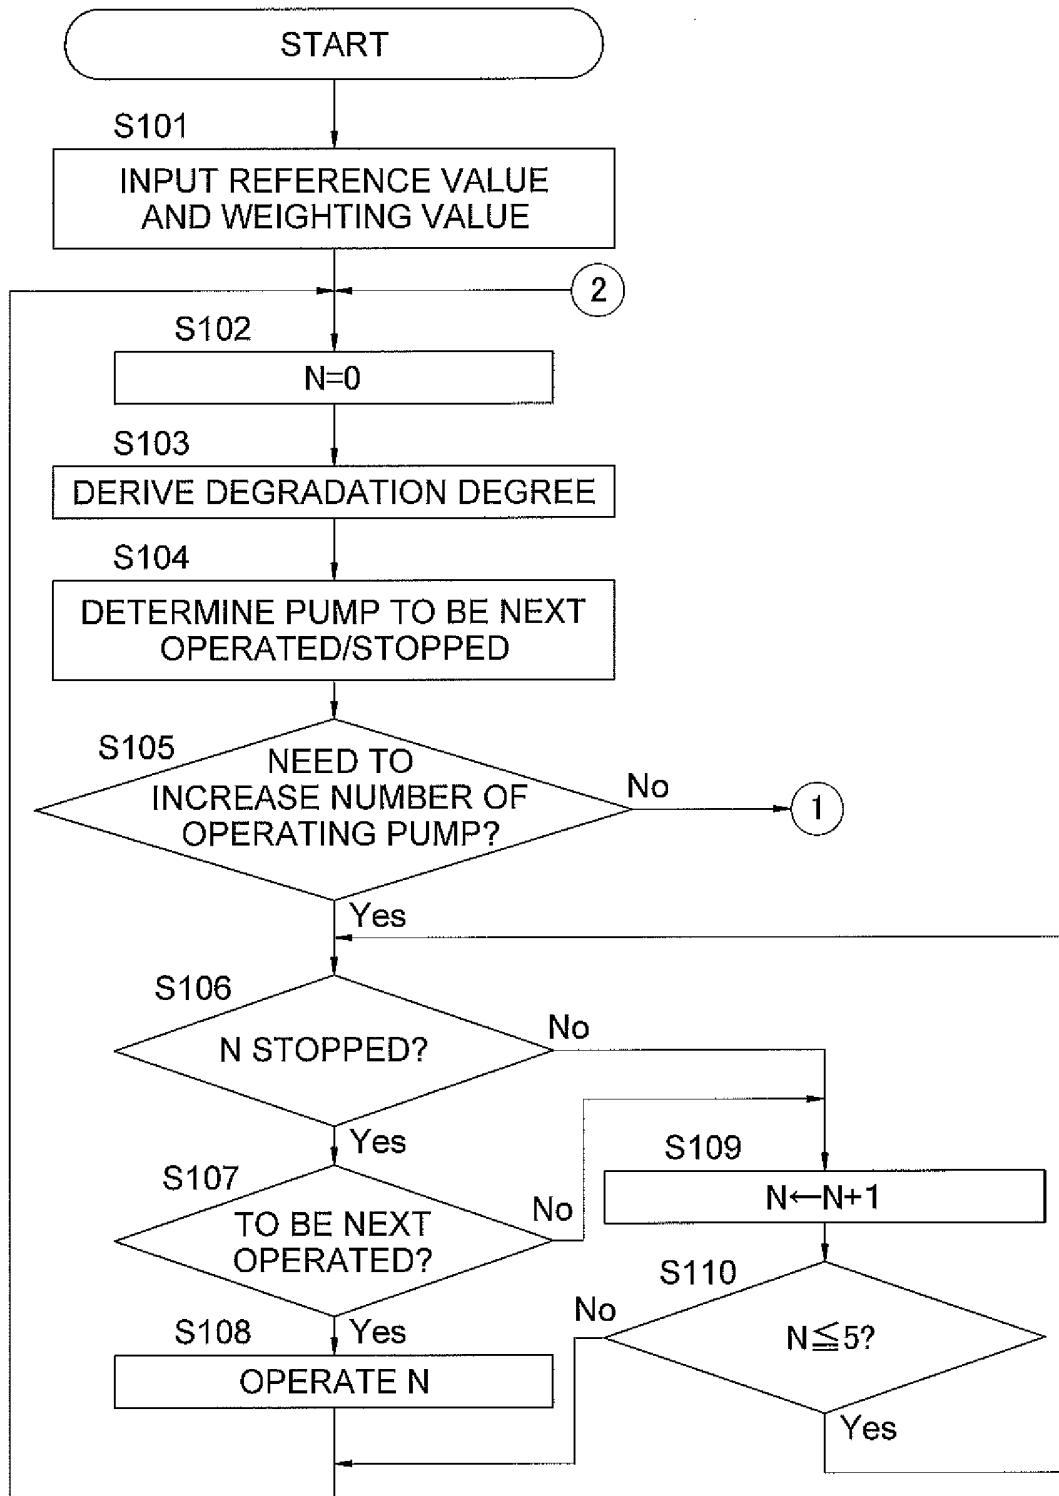 START
S101
INPUT REFERENCE VALUE
AND WEIGHTING VALUE
2
S102
N=0
S103
DERIVE DEGRADATION DEGREE
S104
DETERMINE PUMP TO BE NEXT
OPERATED/STOPPED
S105
NEED TO
INCREASE NUMBER OF
OPERATING PUMP?
No
1
Yes
S106
N STOPPED?
No
Yes
S107
TO BE NEXT
OPERATED?
No
S109
N←N+1
S110
No
N≦5?
Yes
S108
Yes
OPERATE N